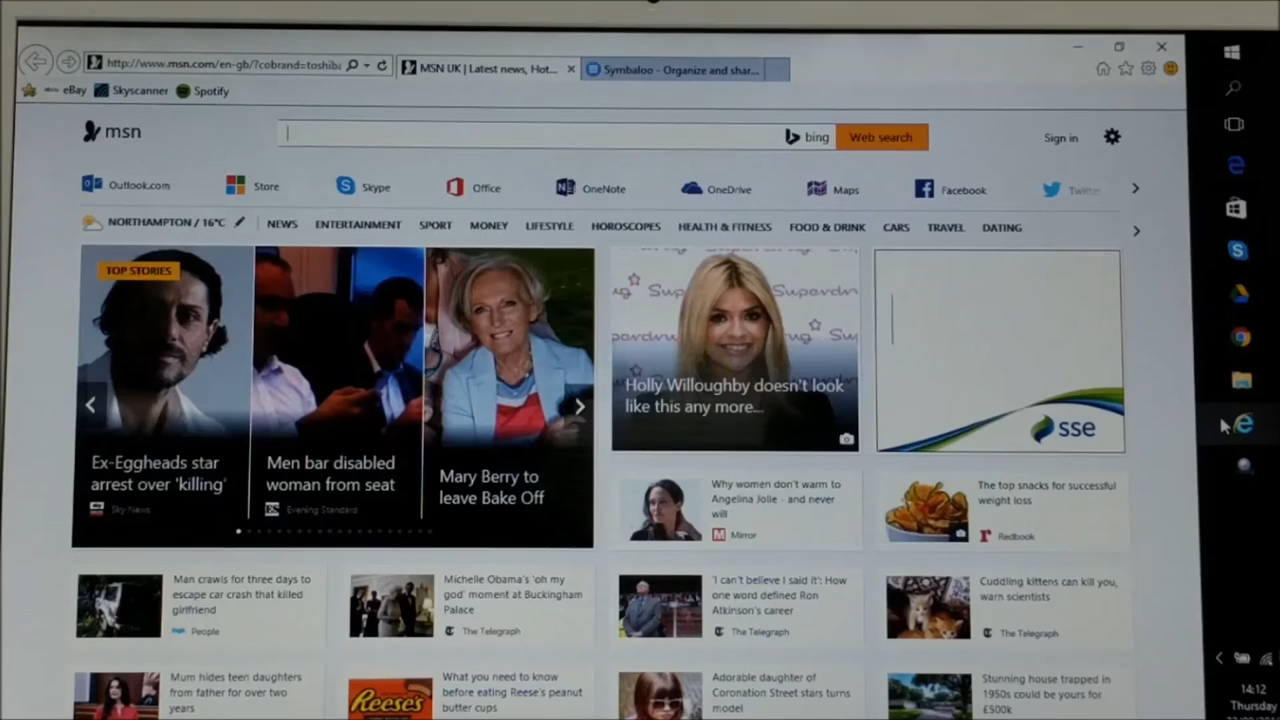 http://www.msn.com/en-gb/?cobrand=toshiba
MSN UK | Latest news, Hot...
Symbaloo - Organize and shar...
eBay
Skyscanner
Spotify
msn
bing
Web search
Sign in
Outlook.com
Store
Skype
Office
OneNote
OneDrive
Maps
Facebook
Twitter
NORTHAMPTON / 16°C
NEWS
ENTERTAINMENT
SPORT
MONEY
LIFESTYLE
HOROSCOPES
HEALTH & FITNESS
FOOD & DRINK
CARS
TRAVEL
DATING
TOP STORIES
Ex-Eggheads star
arrest over 'killing'
Sky News
Men bar disabled
woman from seat
ES
Evening Standard
Mary Berry to
leave Bake Off
Superdru
Holly Willoughby doesn't look
like this any more...
sse
Why women don't warm to
Angelina Jolie - and never
will
M Mirror
The top snacks for successful
weight loss
r Redbook
Man crawls for three days to
escape car crash that killed
girlfriend
People
Michelle Obama's 'oh my
god' moment at Buckingham
Palace
The Telegraph
'I can't believe I said it': How
one word defined Ron
Atkinson's career
The Telegraph
Cuddling kittens can kill you,
warn scientists
The Telegraph
Mum hides teen daughters
from father for over two
years
Reese's
What you need to know
before eating Reese's peanut
butter cups
Adorable daughter of
Coronation Street stars turns
model
Stunning house trapped in
1950s could be yours for
£500k
14:12
Thursday